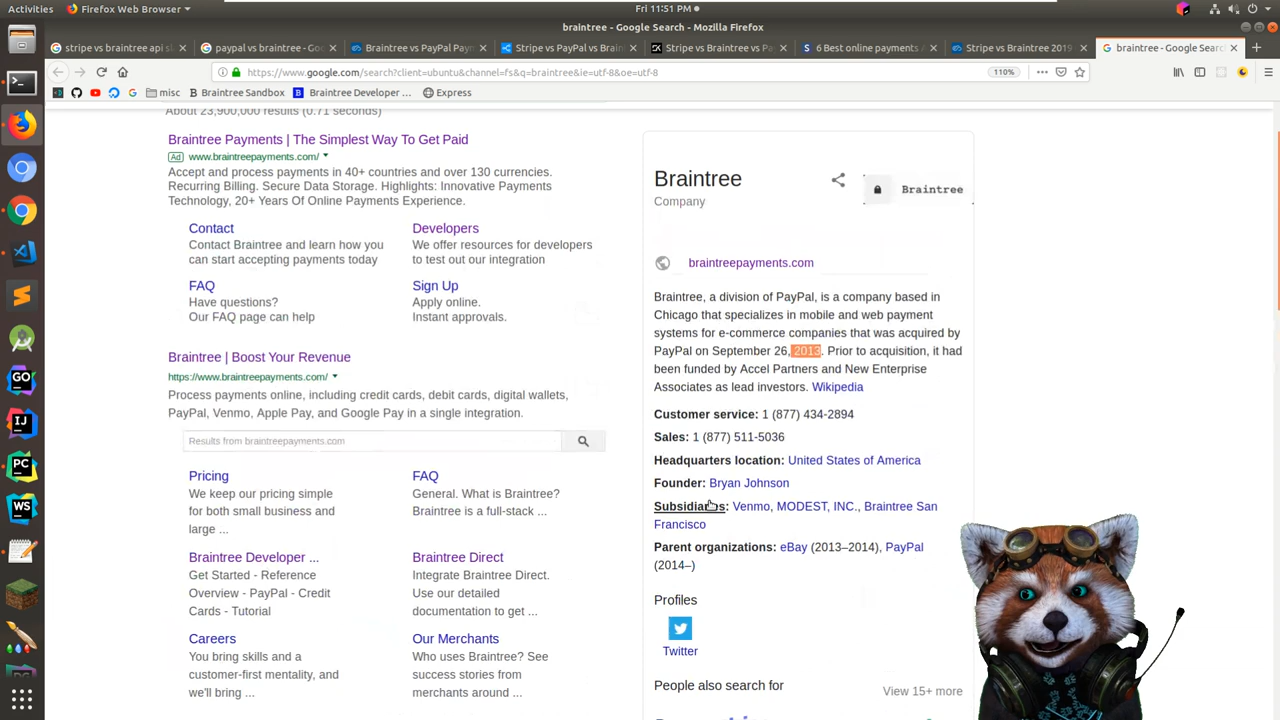 Activities
Firefox Web Browser
Fri 11:51 PM
braintree - Google Search - Mozilla Firefox
stripe vs braintree api sl
paypal vs braintree - Goo
Braintree vs PayPal Paym
Stripe vs PayPal vs Brain
Stripe vs Braintree vs Pa
6 Best online payments A
Stripe vs Braintree 2019
braintree - Google Search
https://www.google.com/search?client=ubuntu&channel=fs&q=braintree&ie=utf-8&oe=utf-8
110%
misc
Braintree Sandbox
Braintree Developer ...
Express
About 23,900,000 results (0.71 seconds)
Braintree Payments | The Simplest Way To Get Paid
Ad www.braintreepayments.com/
Accept and process payments in 40+ countries and over 130 currencies.
Recurring Billing. Secure Data Storage. Highlights: Innovative Payments
Technology, 20+ Years Of Online Payments Experience.
Contact
Contact Braintree and learn how you
can start accepting payments today
Developers
We offer resources for developers
to test out our integration
FAQ
Have questions?
Our FAQ page can help
Sign Up
Apply online.
Instant approvals.
Braintree | Boost Your Revenue
https://www.braintreepayments.com/
Process payments online, including credit cards, debit cards, digital wallets,
PayPal, Venmo, Apple Pay, and Google Pay in a single integration.
Results from braintreepayments.com
Pricing
We keep our pricing simple
for both small business and
large ...
FAQ
General. What is Braintree?
Braintree is a full-stack ...
Braintree Developer ...
Get Started - Reference
Overview - PayPal - Credit
Cards - Tutorial
Braintree Direct
Integrate Braintree Direct.
Use our detailed
documentation to get ...
Careers
You bring skills and a
customer-first mentality, and
we'll bring ...
Our Merchants
Who uses Braintree? See
success stories from
merchants around ...
Braintree
Company
Braintree
braintreepayments.com
Braintree, a division of PayPal, is a company based in
Chicago that specializes in mobile and web payment
systems for e-commerce companies that was acquired by
PayPal on September 26, 2013. Prior to acquisition, it had
been funded by Accel Partners and New Enterprise
Associates as lead investors. Wikipedia
Customer service: 1 (877) 434-2894
Sales: 1 (877) 511-5036
Headquarters location: United States of America
Founder: Bryan Johnson
Subsidiaries: Venmo, MODEST, INC., Braintree San
Francisco
Parent organizations: eBay (2013–2014), PayPal
(2014–)
Profiles
Twitter
People also search for
View 15+ more